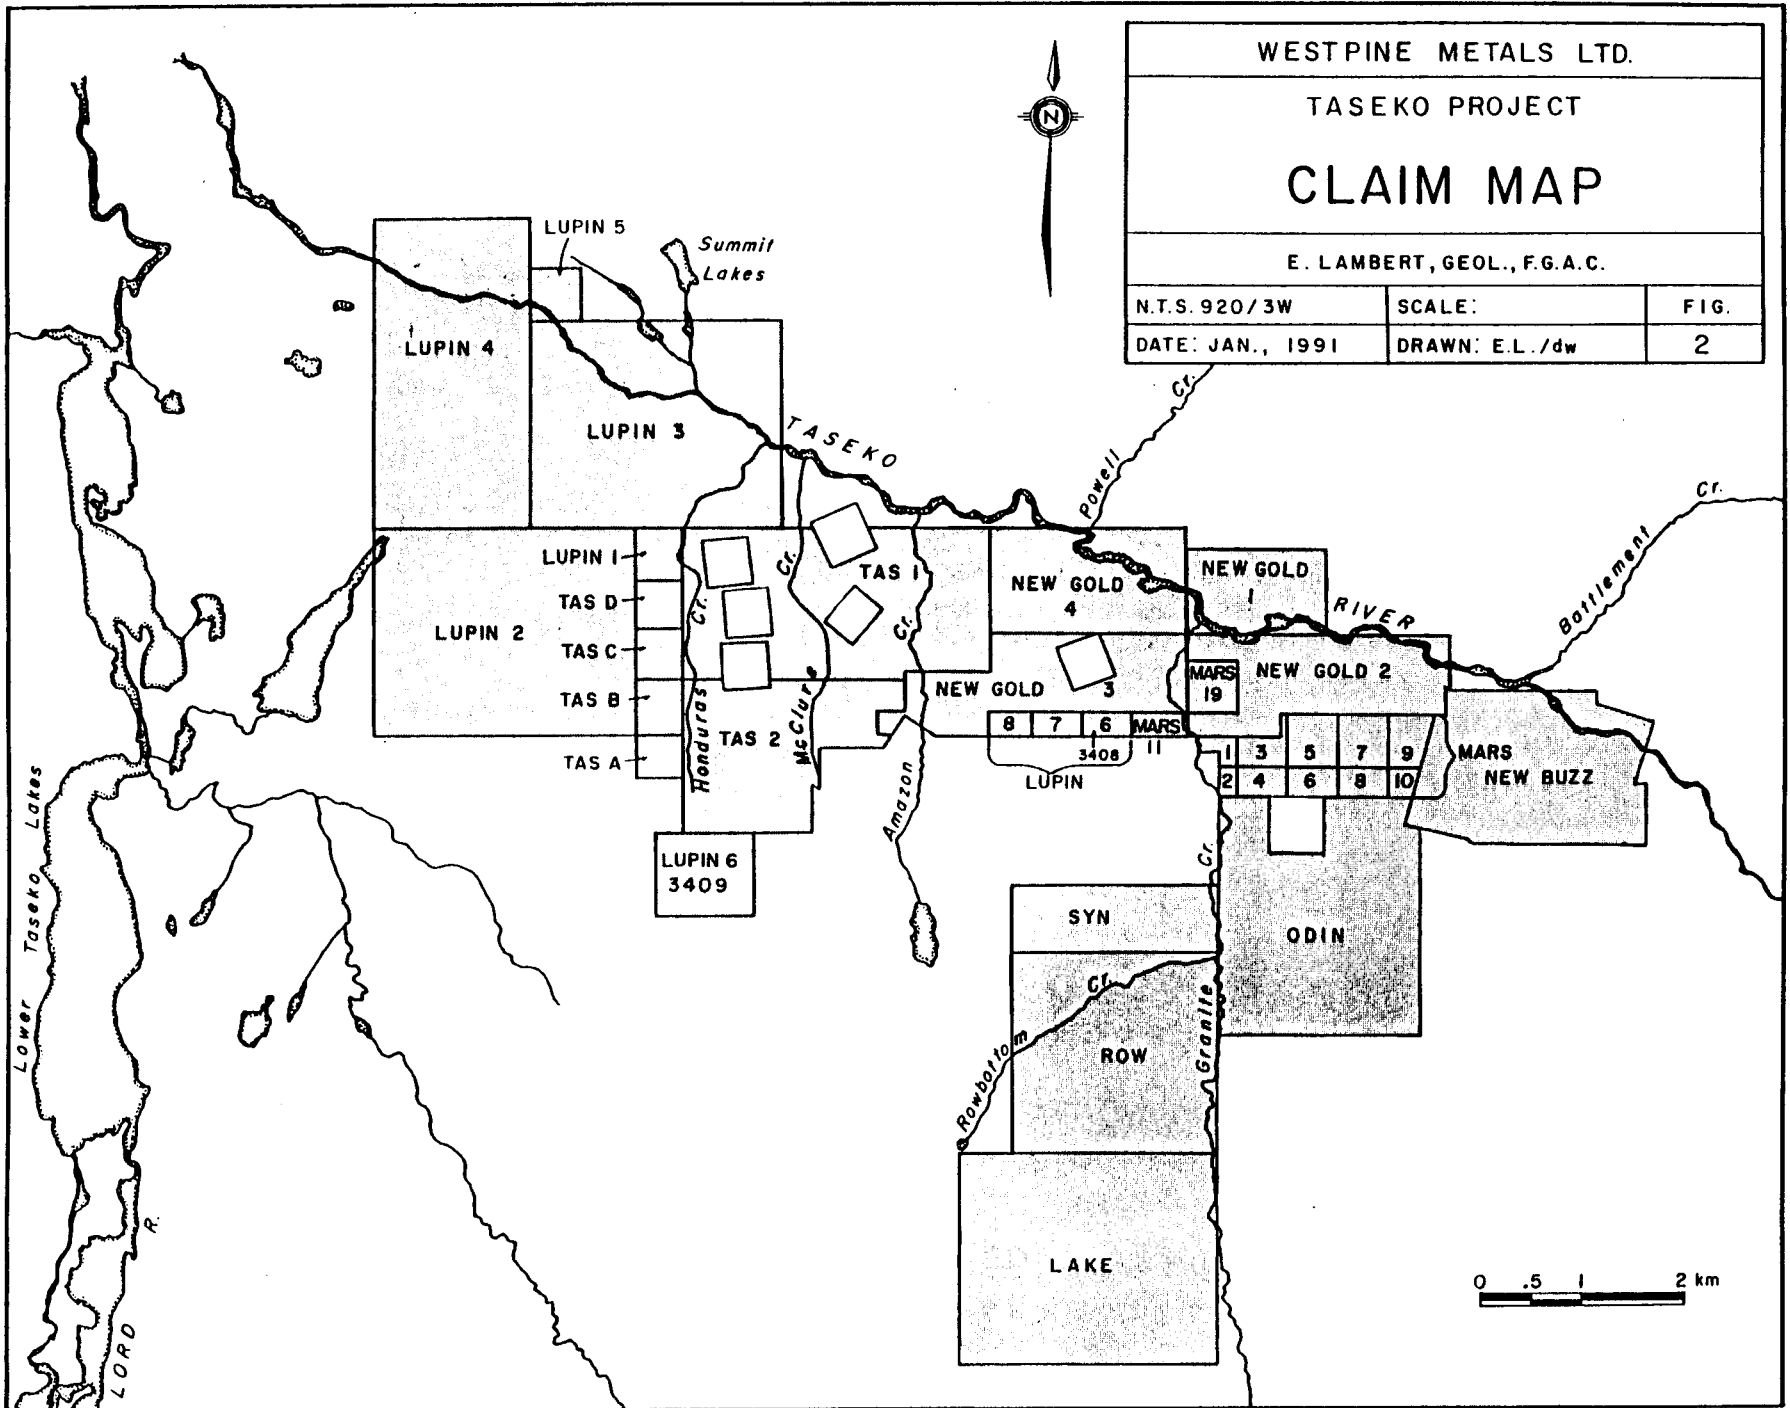 WESTPINE METALS LTD.
TASEKO PROJECT
CLAIM MAP
E. LAMBERT, GEOL., F.G.A.C.
N.T.S. 920/3W
SCALE:
FIG.
DATE: JAN., 1991
DRAWN: E.L./dw
2
N
LUPIN 5
Summit
Lakes
LUPIN 4
LUPIN 3
TASEKO
Powell
Cr.
Battlement
Cr.
LUPIN 1
TAS D
TAS C
TAS B
TAS A
LUPIN 2
Honduras
Cr.
McClure
Cr.
TAS 1
TAS 2
Amazon
Cr.
NEW GOLD
4
NEW GOLD
1
RIVER
NEW GOLD 3
MARS
19
NEW GOLD 2
8
7
6
MARS
11
3408
LUPIN
1
3
5
7
9
2
4
6
8
10
MARS
NEW BUZZ
LUPIN 6
3409
SYN
ODIN
Granite
Cr.
Rowbottom
Cr.
ROW
LAKE
Lower Taseko Lakes
LORD R.
0 .5 1 2 km